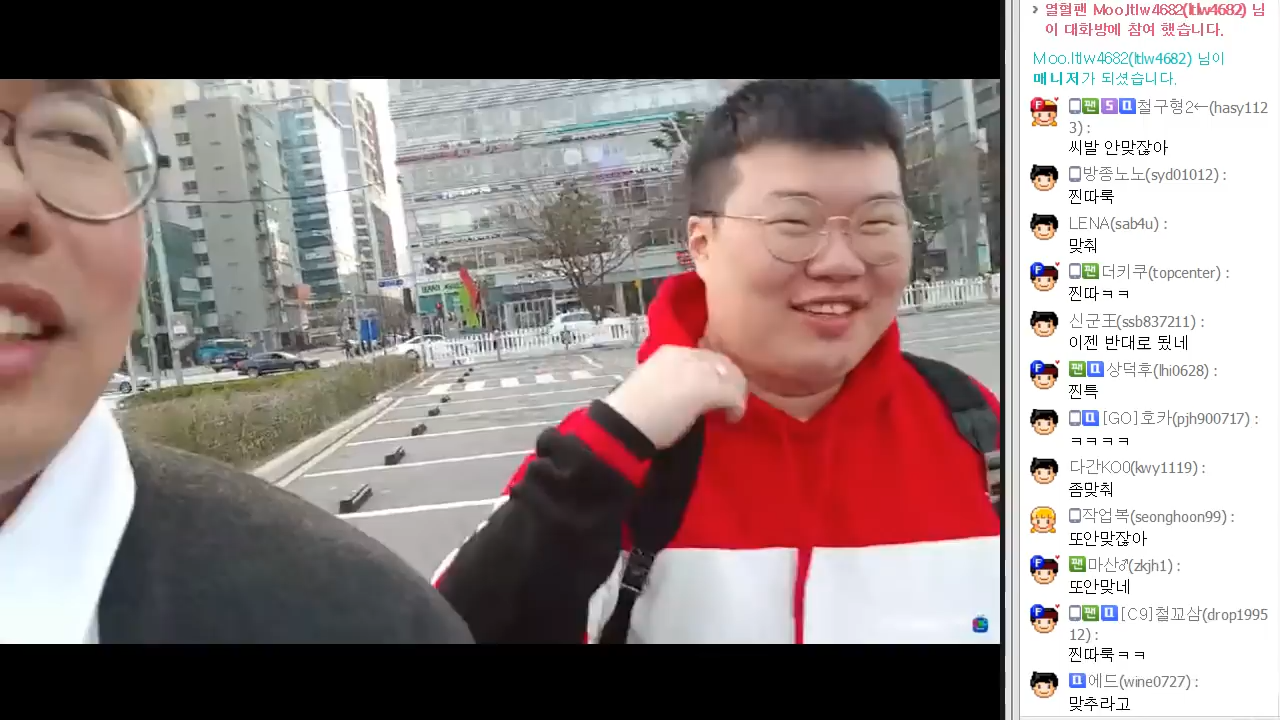 열혈팬 Moo.ltlw4682(ltlw4682) 님
이 대화방에 참여 했습니다.
Moo.ltlw4682(ltlw4682) 님이
매니저가 되셨습니다.
팬 S 철구형2←(hasy112
3) :
씨발 안맞잖아
방종노노(syd01012) :
찐따룩
LENA(sab4u) :
맞춰
팬 더키쿠(topcenter) :
찐따ㅋㅋ
신군王(ssb837211) :
이젠 반대로 됬네
팬 상덕후(lhi0628) :
찐특
[GO]호카(pjh900717) :
ㅋㅋㅋㅋ
다간KO0(kwy1119) :
좀맞춰
작업복(seonghoon99) :
또안맞잖아
팬 마산♂(zkjh1) :
또안맞네
팬 [C9]철꾜삼(drop1995
12) :
찐따룩ㅋㅋ
에드(wine0727) :
맞추라고